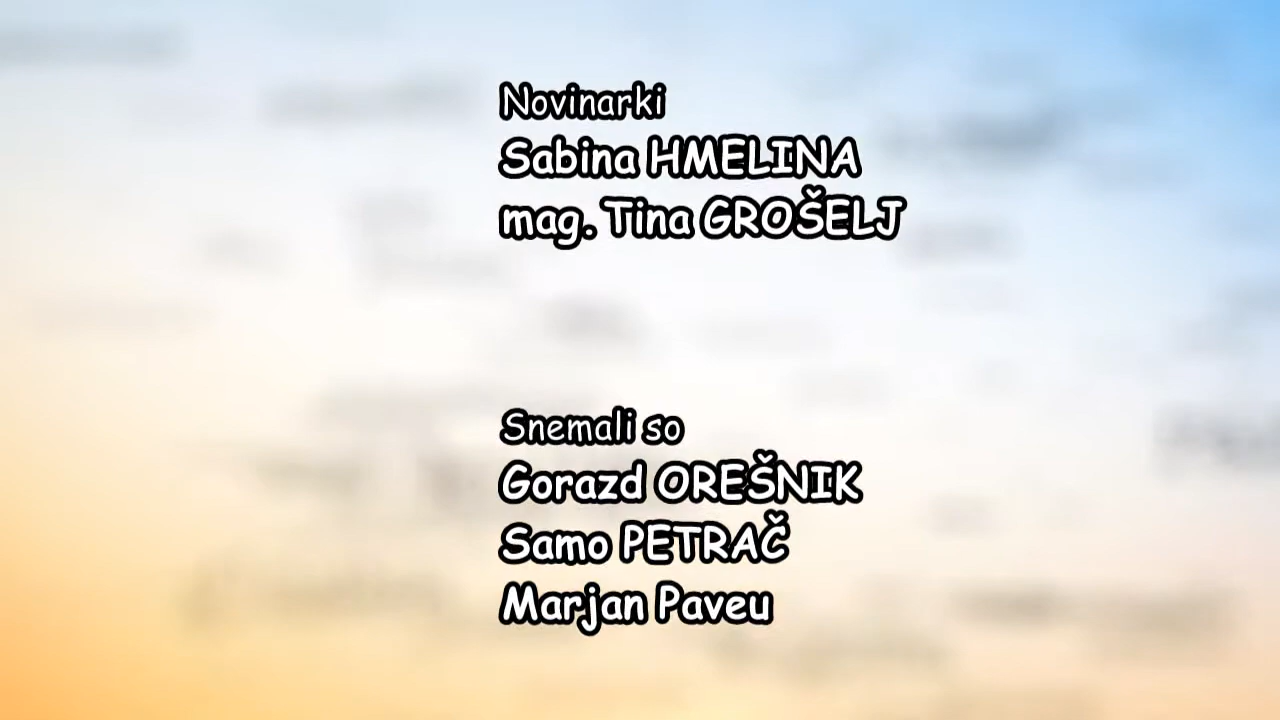 Novinarki
Sabina HMELINA
mag. Tina GROŠELJ
Snemali so
Gorazd OREŠNIK
Samo PETRAČ
Marjan Paveu